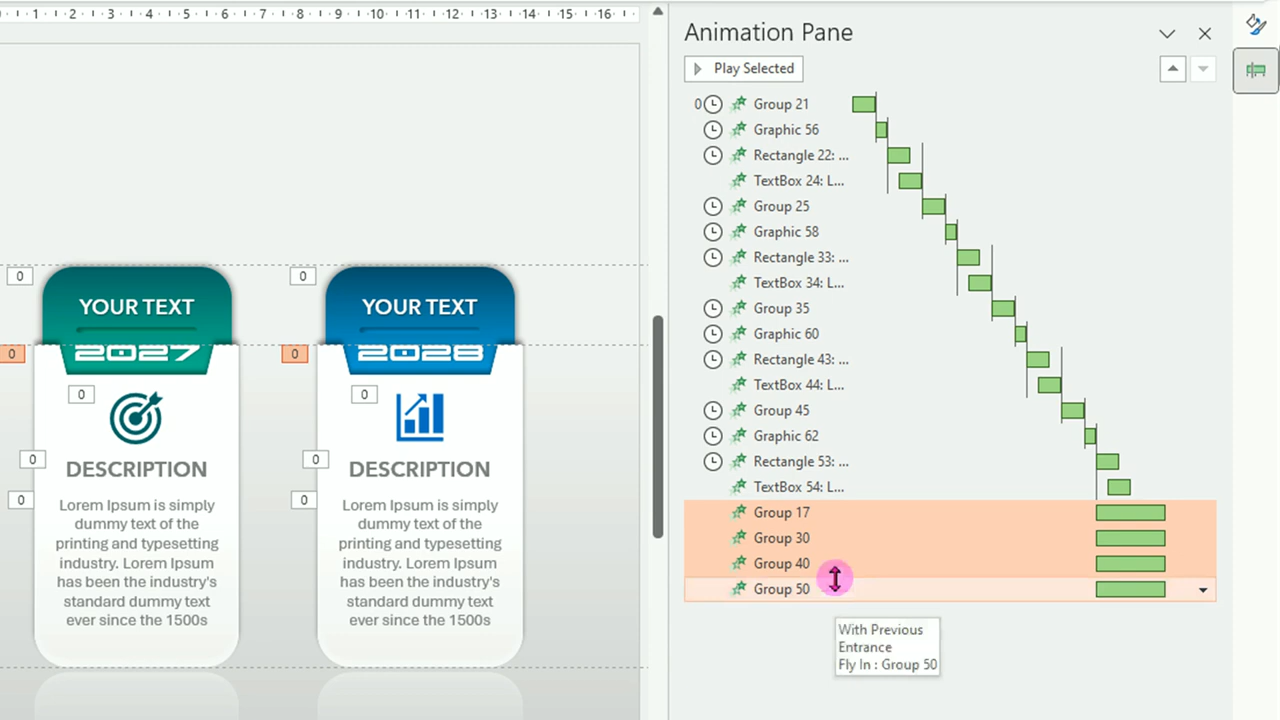 1 2 3 4 5 6 7 8 9 10 11 12 13 14 15 16
0 0
YOUR TEXT YOUR TEXT
0 0
2027 2028
0 0
0 0
DESCRIPTION DESCRIPTION
0 0
Lorem Ipsum is simply
dummy text of the
printing and typesetting
industry. Lorem Ipsum
has been the industry's
standard dummy text
ever since the 1500s
Lorem Ipsum is simply
dummy text of the
printing and typesetting
industry. Lorem Ipsum
has been the industry's
standard dummy text
ever since the 1500s
Animation Pane
Play Selected
0 Group 21
Graphic 56
Rectangle 22: ...
TextBox 24: L...
Group 25
Graphic 58
Rectangle 33: ...
TextBox 34: L...
Group 35
Graphic 60
Rectangle 43: ...
TextBox 44: L...
Group 45
Graphic 62
Rectangle 53: ...
TextBox 54: L...
Group 17
Group 30
Group 40
Group 50
With Previous
Entrance
Fly In : Group 50